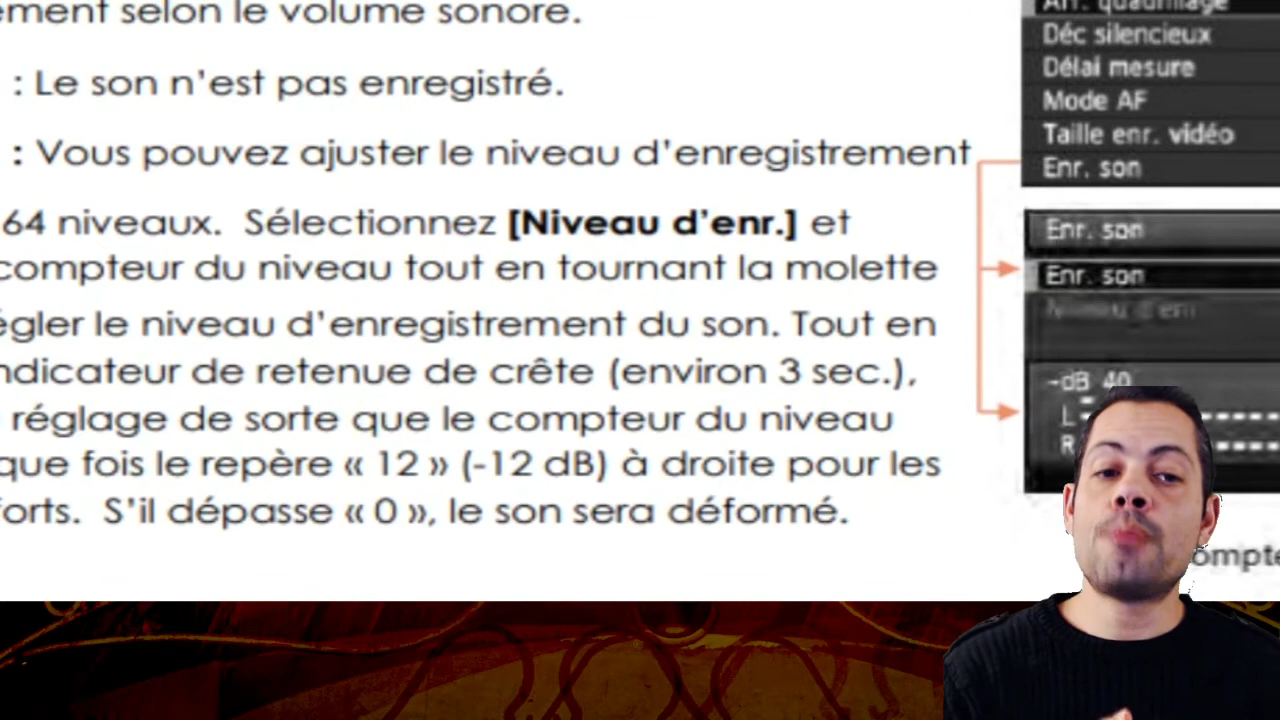 ement selon le volume sonore.
: Le son n'est pas enregistré.
: Vous pouvez ajuster le niveau d'enregistrement
64 niveaux. Sélectionnez [Niveau d'enr.] et
compteur du niveau tout en tournant la molette
égler le niveau d'enregistrement du son. Tout en
ndicateur de retenue de crête (environ 3 sec.),
réglage de sorte que le compteur du niveau
que fois le repère « 12 » (-12 dB) à droite pour les
forts. S'il dépasse « 0 », le son sera déformé.
Aff. quadrillage
Déc silencieux
Délai mesure
Mode AF
Taille enr. vidéo
Enr. son
Enr. son
Enr. son
Niveau d'enr.
-dB 40
L
R
ompte